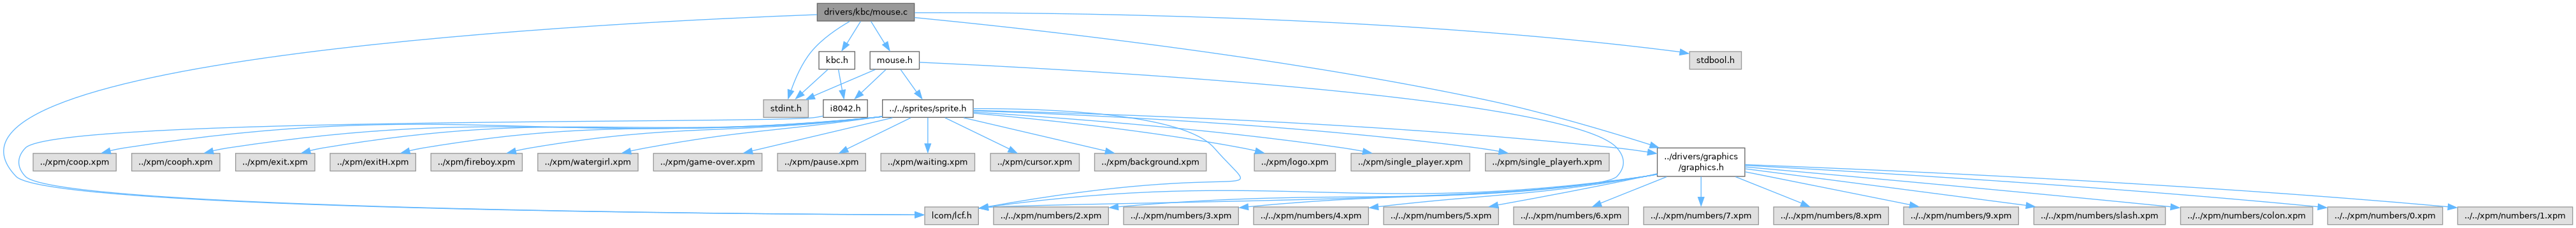 drivers/kbc/mouse.c
kbc.h
mouse.h
stdbool.h
stdint.h
i8042.h
../../sprites/sprite.h
../xpm/coop.xpm
../xpm/cooph.xpm
../xpm/exit.xpm
../xpm/exitH.xpm
../xpm/fireboy.xpm
../xpm/watergirl.xpm
../xpm/game-over.xpm
../xpm/pause.xpm
../xpm/waiting.xpm
../xpm/cursor.xpm
../xpm/background.xpm
../xpm/logo.xpm
../xpm/single_player.xpm
../xpm/single_playerh.xpm
../drivers/graphics
/graphics.h
lcom/lcf.h
../../xpm/numbers/2.xpm
../../xpm/numbers/3.xpm
../../xpm/numbers/4.xpm
../../xpm/numbers/5.xpm
../../xpm/numbers/6.xpm
../../xpm/numbers/7.xpm
../../xpm/numbers/8.xpm
../../xpm/numbers/9.xpm
../../xpm/numbers/slash.xpm
../../xpm/numbers/colon.xpm
../../xpm/numbers/0.xpm
../../xpm/numbers/1.xpm